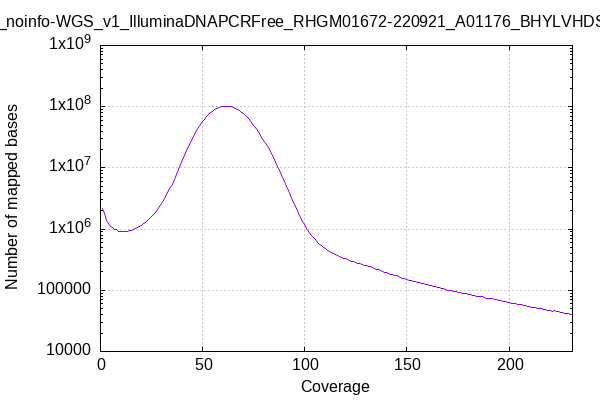 _noinfo-WGS_v1_IlluminaDNAPCRFree_RHGM01672-220921_A01176_BHYLVHDS
1x10⁹
1x10⁸
1x10⁷
1x10⁶
100000
10000
Number of mapped bases
0 50 100 150 200
Coverage